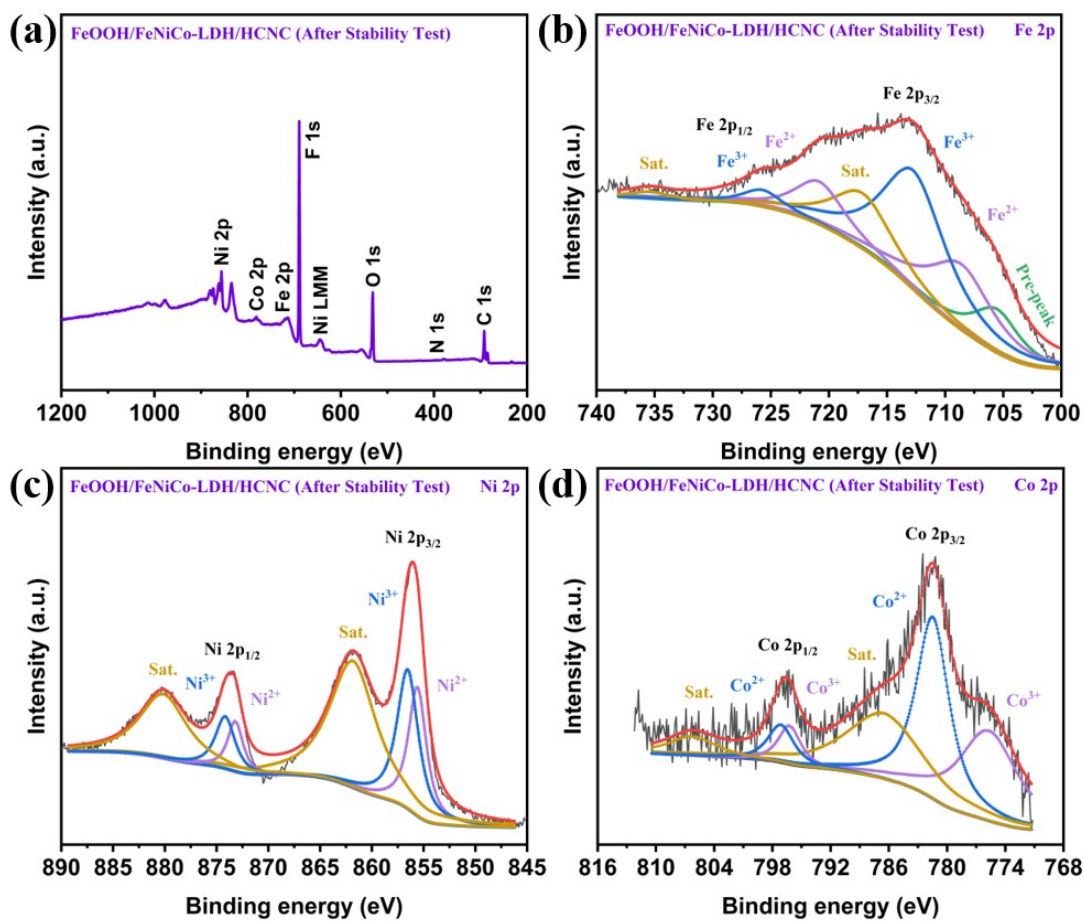 (a)
FeOOH/FeNiCo-LDH/HCNC (After Stability Test)
Ni 2p
Co 2p
Fe 2p
F 1s
Ni LMM
O 1s
N 1s
C 1s
Intensity (a.u.)
1200 1000 800 600 400 200
Binding energy (eV)
(b)
FeOOH/FeNiCo-LDH/HCNC (After Stability Test) Fe 2p
Fe 2p3/2
Fe 2p1/2
Fe2+
Fe3+
Sat.
Fe3+
Sat.
Fe2+
Pre-peak
Intensity (a.u.)
740 735 730 725 720 715 710 705 700
Binding energy (eV)
(c)
FeOOH/FeNiCo-LDH/HCNC (After Stability Test) Ni 2p
Ni 2p3/2
Ni3+
Sat.
Ni 2p1/2
Sat.
Ni3+
Ni2+
Ni2+
Intensity (a.u.)
890 885 880 875 870 865 860 855 850 845
Binding energy (eV)
(d)
FeOOH/FeNiCo-LDH/HCNC (After Stability Test) Co 2p
Co 2p3/2
Co2+
Co 2p1/2
Sat.
Sat.
Co2+
Co3+
Co3+
Intensity (a.u.)
816 810 804 798 792 786 780 774 768
Binding energy (eV)